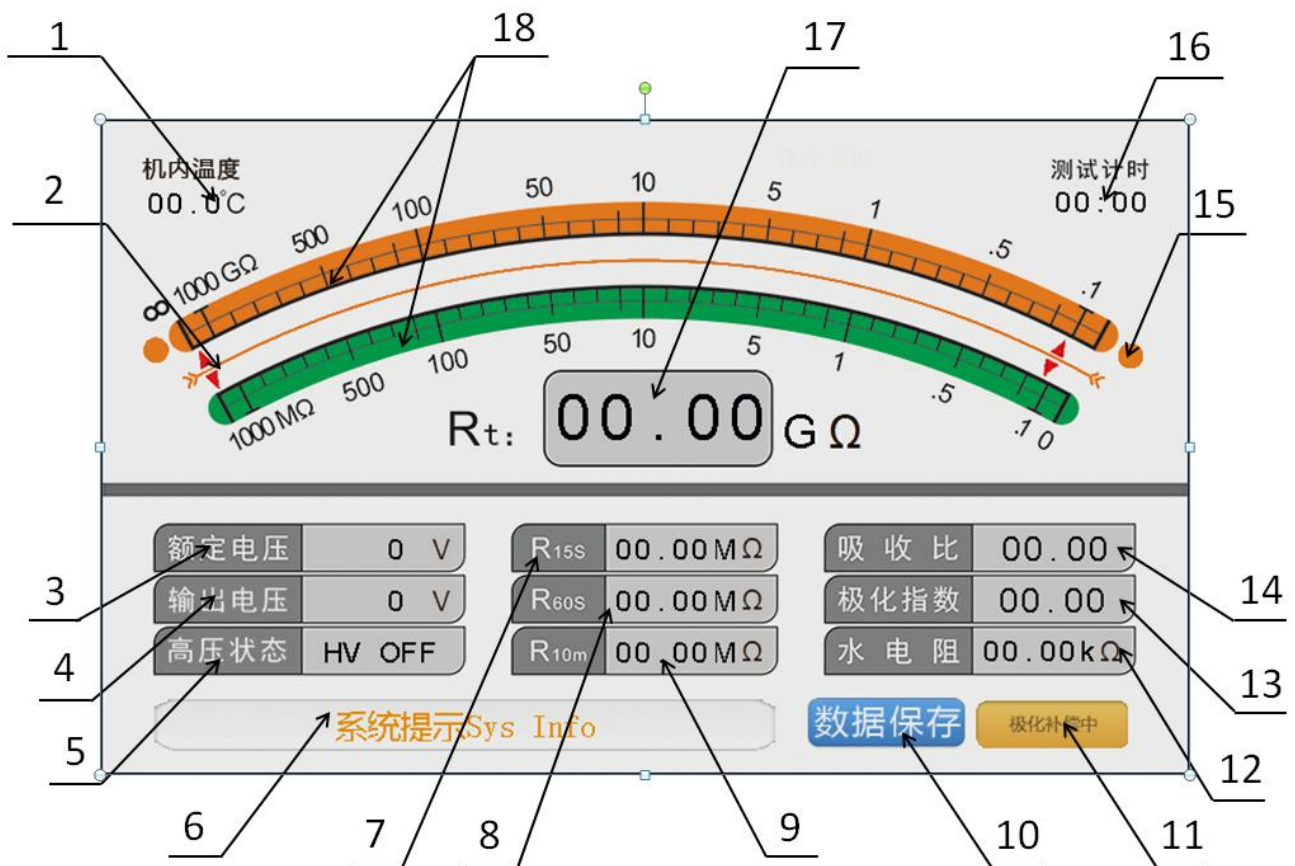 1
18
17
16
机内温度
00.0℃
测试计时
00:00
2
15
∞ 1000 GΩ 500 100 50 10 5 1 .5 .1
1000 MΩ 500 100 50 10 5 1 .5 .1 0
Rt: 00.00 GΩ
额定电压 0 V
R15S 00.00MΩ
吸收比 00.00
输出电压 0 V
R60S 00.00MΩ
极化指数 00.00
高压状态 HV OFF
R10m 00.00MΩ
水电阻 00.00kΩ
系统提示Sys Info
数据保存
极化补偿中
3
4
5
14
13
12
6
7
8
9
10
11